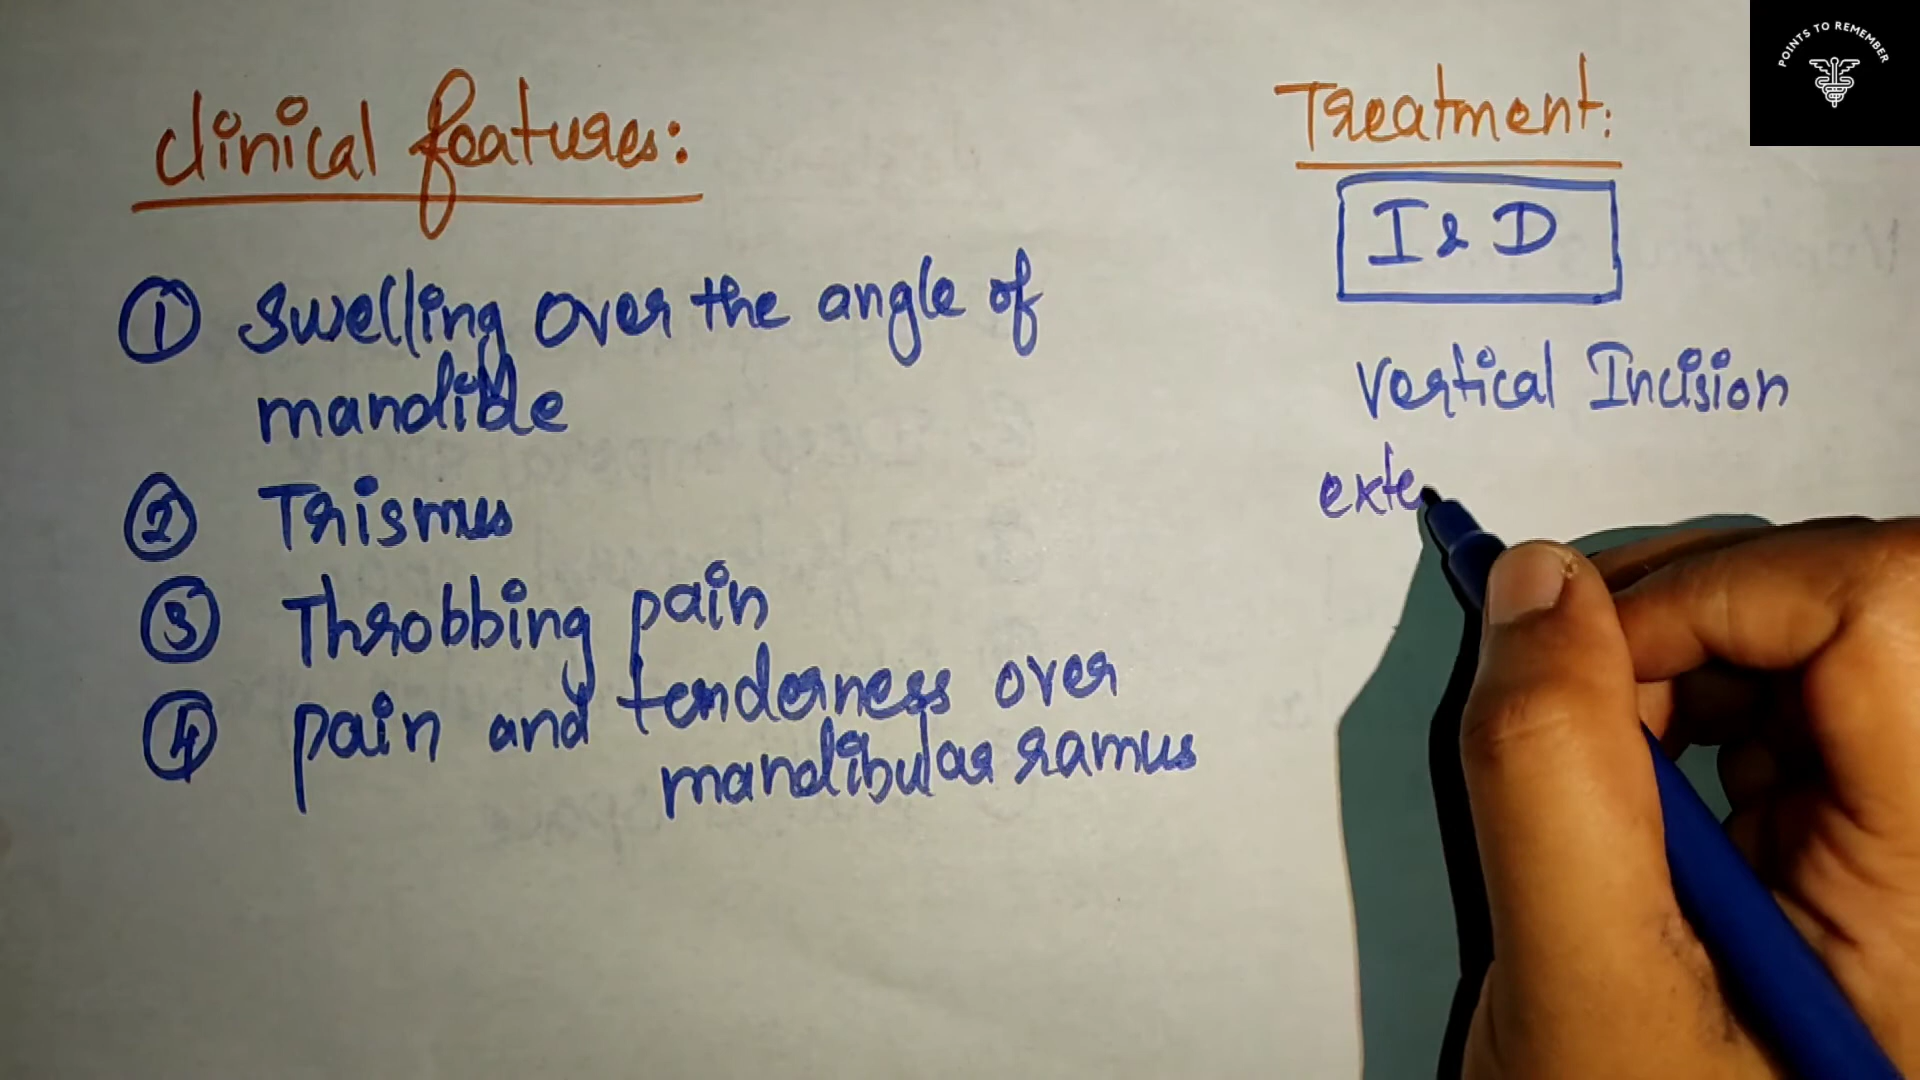 Clinical features:
① Swelling over the angle of
mandible
② Trismus
③ Throbbing pain
④ pain and tenderness over
mandibular ramus
Treatment:
I & D
Vertical Incision
exte
POINTS TO REMEMBER